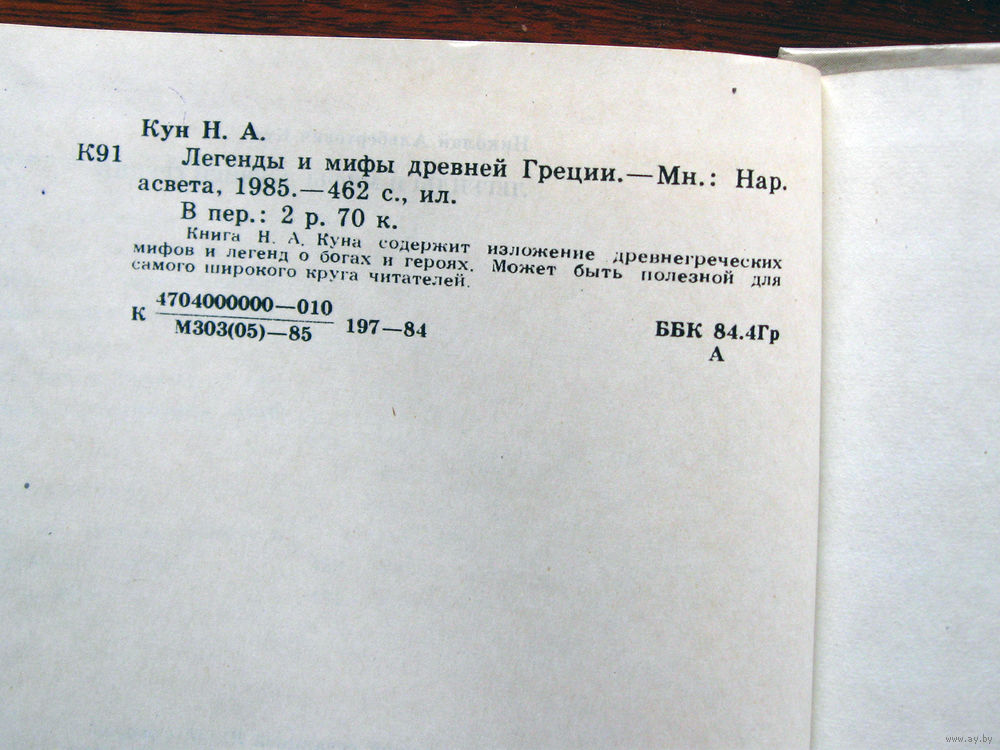 Кун Н. А.
К91 Легенды и мифы древней Греции.—Мн.: Нар.
асвета, 1985.—462 с., ил.
В пер.: 2 р. 70 к.
Книга Н. А. Куна содержит изложение древнегреческих
мифов и легенд о богах и героях. Может быть полезной для
самого широкого круга читателей.
К 4704000000—010
М303(05)—85 197—84 ББК 84.4Гр
А
www.ay.by